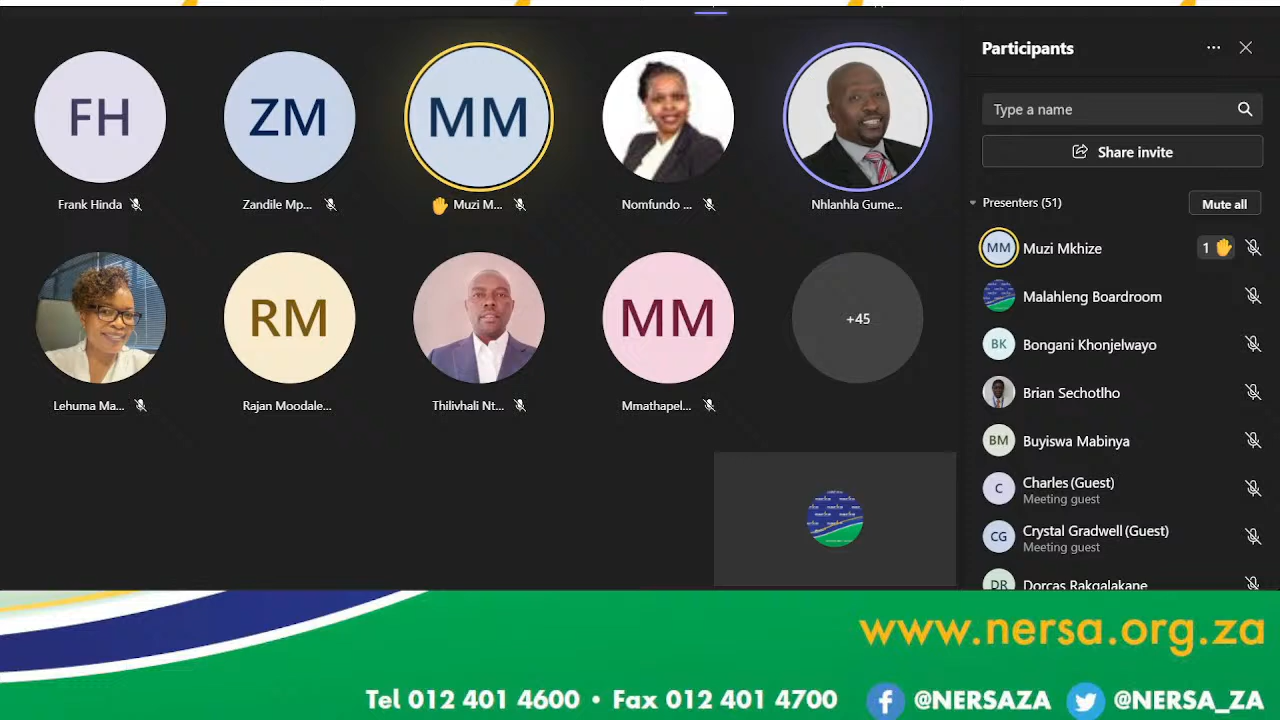 FH
ZM
MM
Frank Hinda
Zandile Mp...
Muzi M...
Nomfundo ...
Nhlanhla Gume...
RM
MM
+45
Lehuma Ma...
Rajan Moodale...
Thilivhali Nt...
Mmathapel...
Participants
Type a name
Share invite
Presenters (51)
Mute all
MM Muzi Mkhize 1
Malahleng Boardroom
BK Bongani Khonjelwayo
Brian Sechotlho
BM Buyiswa Mabinya
C Charles (Guest)
Meeting guest
CG Crystal Gradwell (Guest)
Meeting guest
DR Dorcas Rakgalakane
www.nersa.org.za
Tel 012 401 4600 • Fax 012 401 4700 @NERSAZA @NERSA_ZA